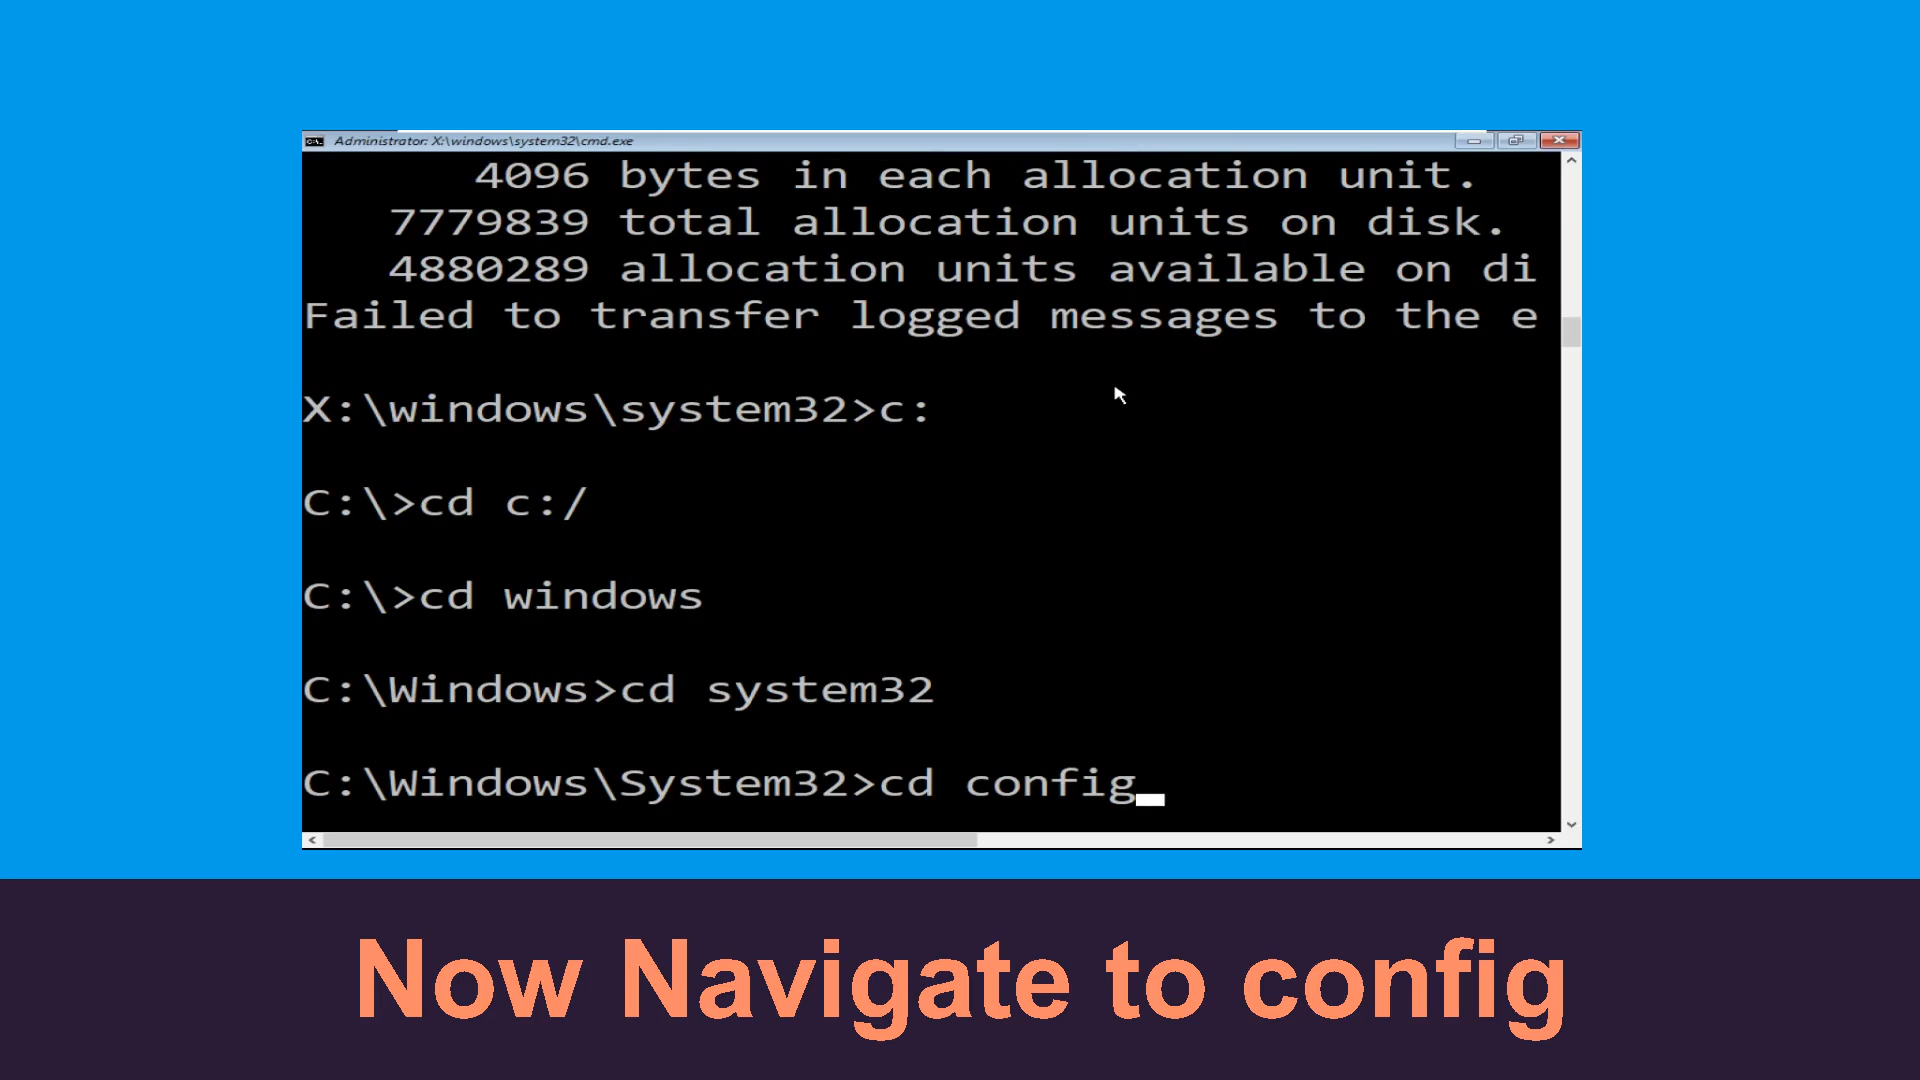 Administrator: X:\windows\system32\cmd.exe
4096 bytes in each allocation unit.
7779839 total allocation units on disk.
4880289 allocation units available on di
Failed to transfer logged messages to the e
X:\windows\system32>c:
C:\>cd c:/
C:\>cd windows
C:\Windows>cd system32
C:\Windows\System32>cd config
Now Navigate to config